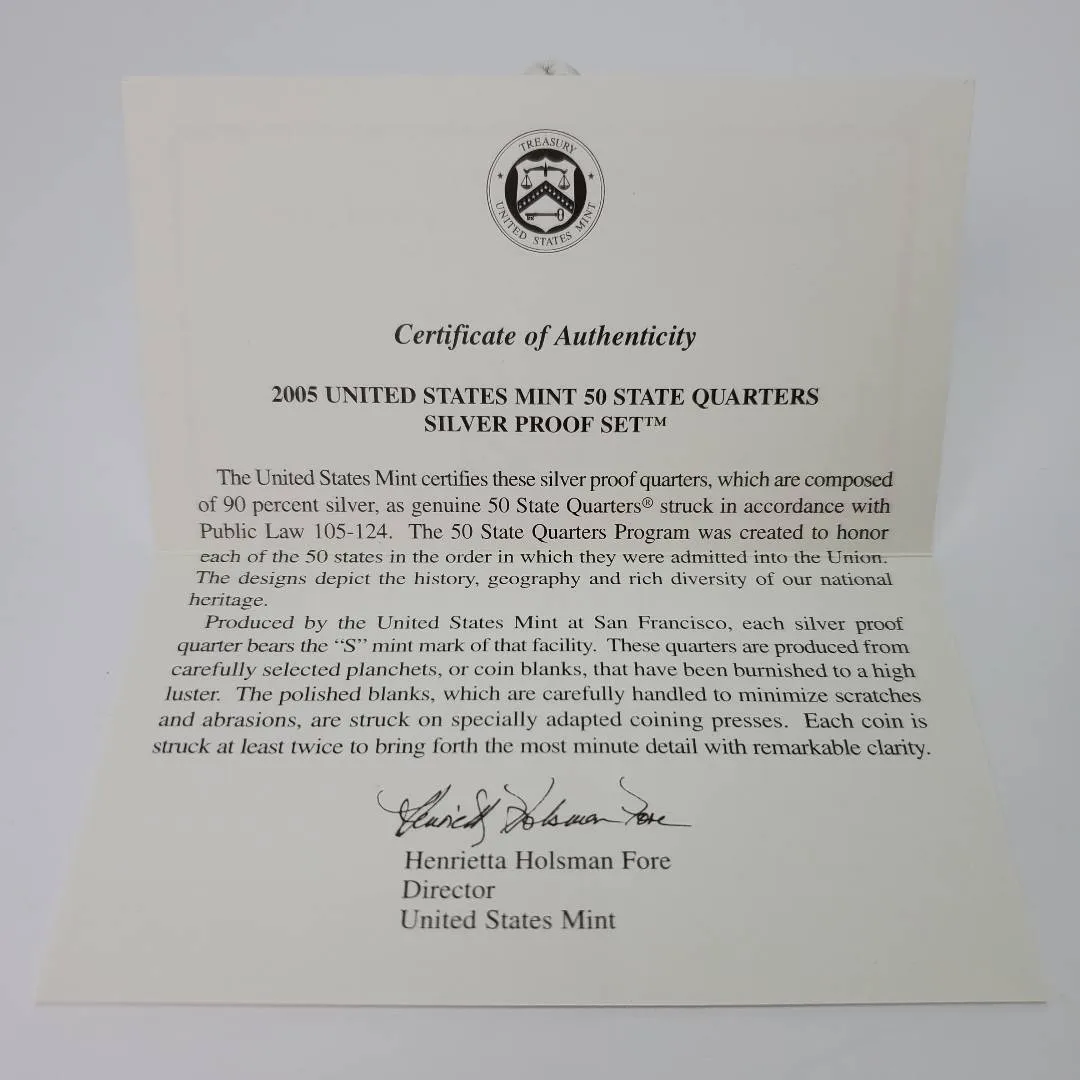 TREASURY
UNITED STATES MINT
Certificate of Authenticity
2005 UNITED STATES MINT 50 STATE QUARTERS
SILVER PROOF SET™
The United States Mint certifies these silver proof quarters, which are composed
of 90 percent silver, as genuine 50 State Quarters® struck in accordance with
Public Law 105-124. The 50 State Quarters Program was created to honor
each of the 50 states in the order in which they were admitted into the Union.
The designs depict the history, geography and rich diversity of our national
heritage.
Produced by the United States Mint at San Francisco, each silver proof
quarter bears the “S” mint mark of that facility. These quarters are produced from
carefully selected planchets, or coin blanks, that have been burnished to a high
luster. The polished blanks, which are carefully handled to minimize scratches
and abrasions, are struck on specially adapted coining presses. Each coin is
struck at least twice to bring forth the most minute detail with remarkable clarity.
Henrietta Holsman Fore
Henrietta Holsman Fore
Director
United States Mint